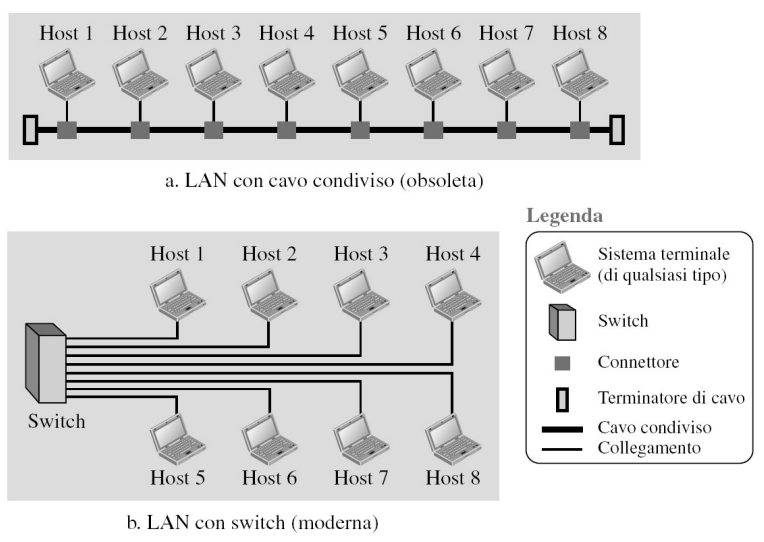 Host 1 Host 2 Host 3 Host 4 Host 5 Host 6 Host 7 Host 8
a. LAN con cavo condiviso (obsoleta)
Host 1 Host 2 Host 3 Host 4
Switch
Host 5 Host 6 Host 7 Host 8
b. LAN con switch (moderna)
Legenda
Sistema terminale
(di qualsiasi tipo)
Switch
Connettore
Terminatore di cavo
Cavo condiviso
Collegamento